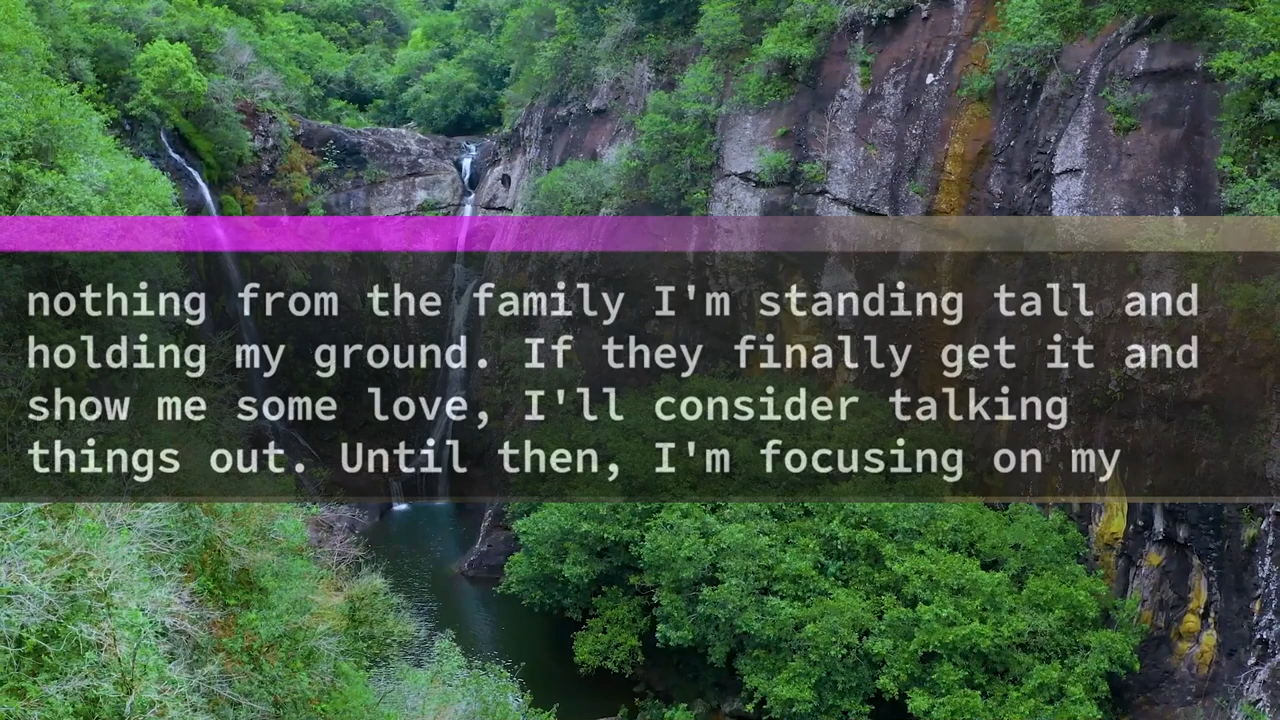 nothing from the family I'm standing tall and
holding my ground. If they finally get it and
show me some love, I'll consider talking
things out. Until then, I'm focusing on my